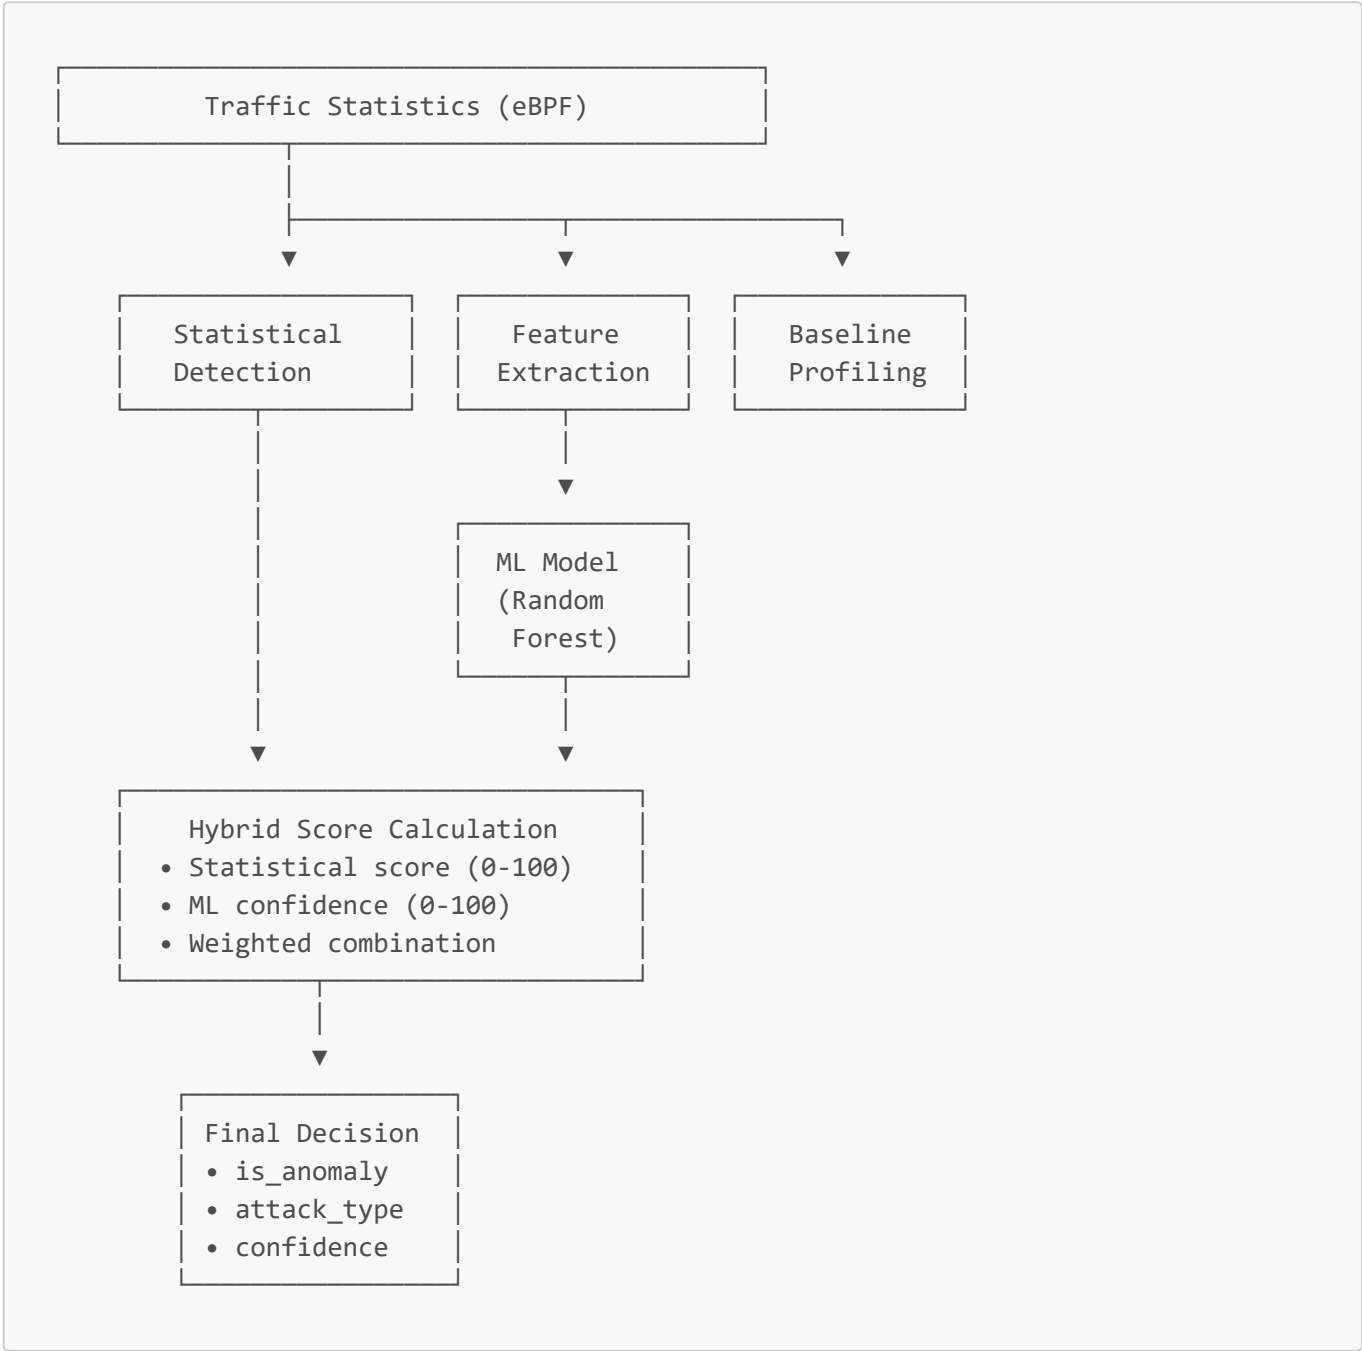 Traffic Statistics (eBPF)
Statistical Detection
Feature Extraction
Baseline Profiling
ML Model
(Random
Forest)
Hybrid Score Calculation
• Statistical score (0-100)
• ML confidence (0-100)
• Weighted combination
Final Decision
• is_anomaly
• attack_type
• confidence